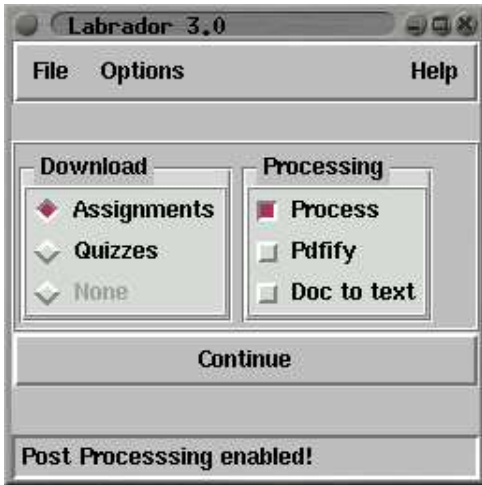 Labrador 3.0
File Options Help
Download Processing
Assignments Process
Quizzes Pdfify
None Doc to text
Continue
Post Processsing enabled!